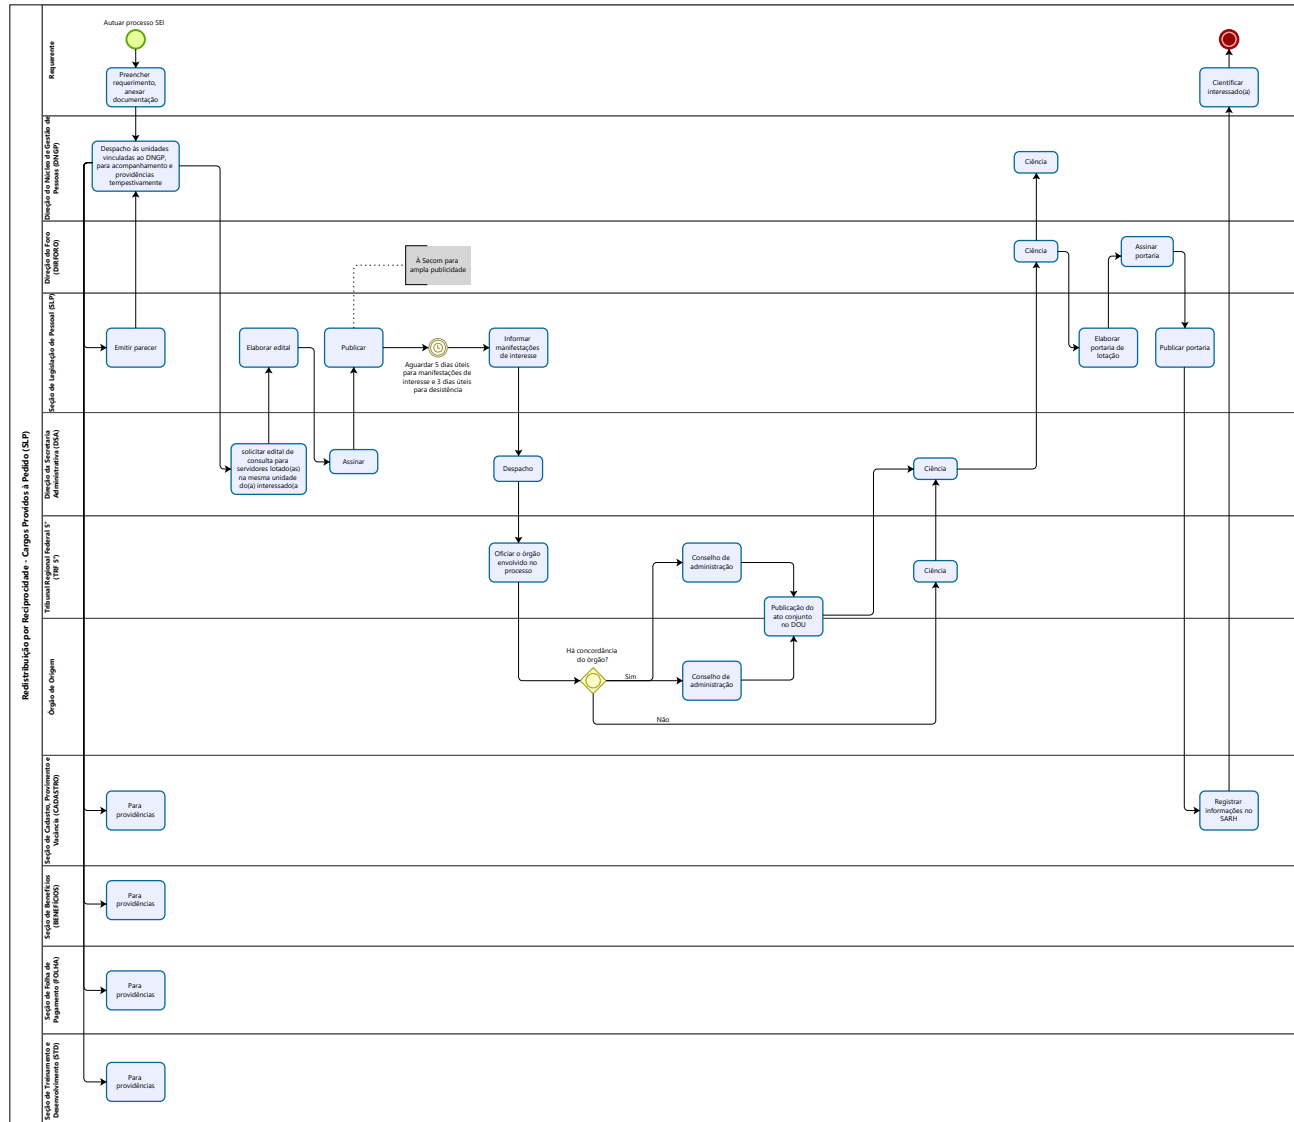 Redistribuição por Reciprocidade - Cargos Providos à Pedido (SLP)
Requerente
Autuar processo SEI
Preencher
requerimento,
anexar
documentação
Cientificar
interessado(a)
Direção do Núcleo de Gestão de
Pessoas (DNGP)
Despacho às unidades
vinculadas ao DNGP,
para acompanhamento e
providências
tempestivamente
Ciência
Direção do Foro
(DIRFORO)
À Secom para
ampla publicidade
Ciência
Assinar
portaria
Seção de Legislação de Pessoal (SLP)
Emitir parecer
Elaborar edital
Publicar
Aguardar 5 dias úteis
para manifestações de
interesse e 3 dias úteis
para desistência
Informar
manifestações
de interesse
Elaborar
portaria de
lotação
Publicar portaria
Direção da Secretaria
Administrativa (DSA)
solicitar edital de
consulta para
servidores lotado(as)
na mesma unidade
do(a) interessado(a
Assinar
Despacho
Ciência
Tribunal Regional Federal 5ª
(TRF 5ª)
Oficiar o órgão
envolvido no
processo
Conselho de
administração
Publicação do
ato conjunto
no DOU
Ciência
Órgão de Origem
Há concordância
do órgão?
Sim
Não
Conselho de
administração
Seção de Cadastro, Provimento e
Vacância (CADASTRO)
Para
providências
Registrar
informações no
SARH
Seção de Benefícios
(BENEFÍCIOS)
Para
providências
Seção de Folha de
Pagamento (FOLHA)
Para
providências
Seção de Treinamento e
Desenvolvimento (STD)
Para
providências